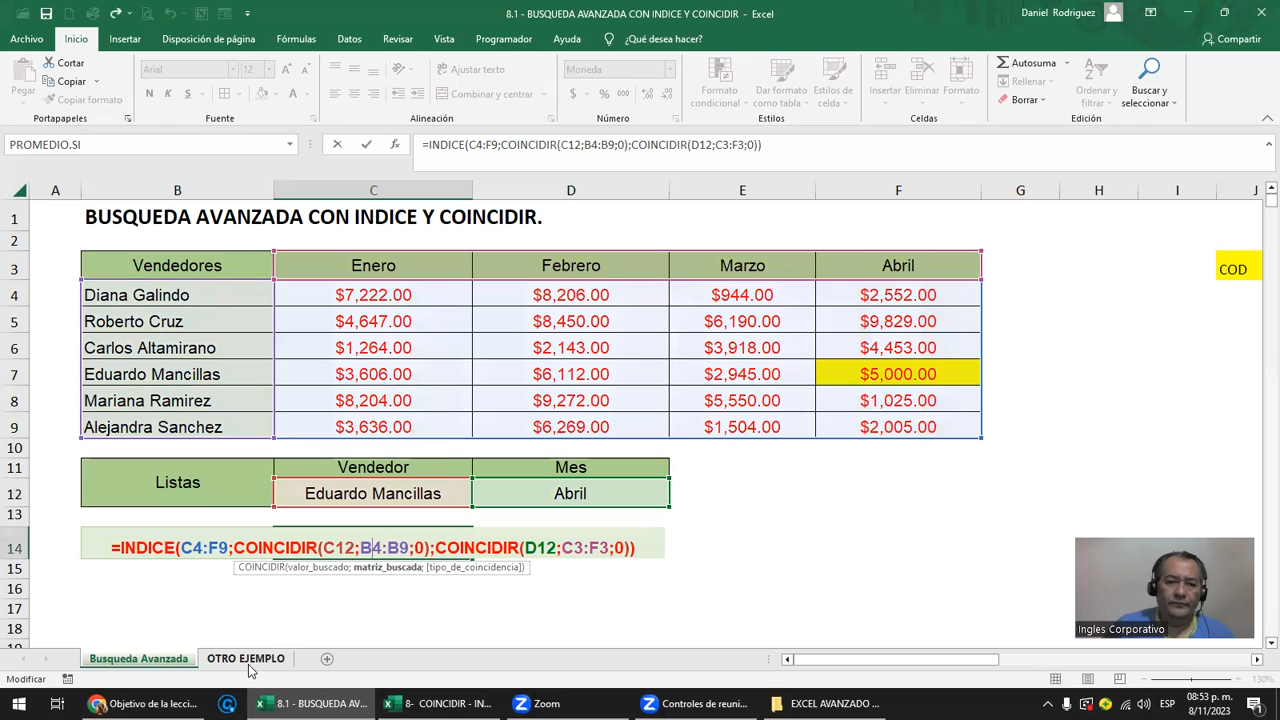 8.1 - BUSQUEDA AVANZADA CON INDICE Y COINCIDIR - Excel
Daniel Rodriguez
Archivo Inicio Insertar Disposición de página Fórmulas Datos Revisar Vista Programador Ayuda ¿Qué desea hacer? Compartir
Pegar
Cortar
Copiar
Copiar formato
Portapapeles
Arial 12
N K S
Fuente
Ajustar texto
Combinar y centrar
Alineación
Moneda
$ % 000
Número
Formato condicional
Dar formato como tabla
Estilos de celda
Estilos
Insertar Eliminar Formato
Celdas
Autosuma
Rellenar
Borrar
Ordenar y filtrar
Buscar y seleccionar
Edición
PROMEDIO.SI
=INDICE(C4:F9;COINCIDIR(C12;B4:B9;0);COINCIDIR(D12;C3:F3;0))
A B C D E F G H I J
1 BUSQUEDA AVANZADA CON INDICE Y COINCIDIR.
2
3 Vendedores Enero Febrero Marzo Abril COD
4 Diana Galindo $7,222.00 $8,206.00 $944.00 $2,552.00
5 Roberto Cruz $4,647.00 $8,450.00 $6,190.00 $9,829.00
6 Carlos Altamirano $1,264.00 $2,143.00 $3,918.00 $4,453.00
7 Eduardo Mancillas $3,606.00 $6,112.00 $2,945.00 $5,000.00
8 Mariana Ramirez $8,204.00 $9,272.00 $5,550.00 $1,025.00
9 Alejandra Sanchez $3,636.00 $6,269.00 $1,504.00 $2,005.00
10
11 Vendedor Mes
Listas
12 Eduardo Mancillas Abril
13
14 =INDICE(C4:F9;COINCIDIR(C12;B4:B9;0);COINCIDIR(D12;C3:F3;0))
15 COINCIDIR(valor_buscado; matriz_buscada; [tipo_de_coincidencia])
16
17
18
Ingles Corporativo
Busqueda Avanzada OTRO EJEMPLO
Modificar
130%
Objetivo de la lecci...
8.1 - BUSQUEDA AV...
8- COINCIDIR - IN...
Zoom
Controles de reuni...
EXCEL AVANZADO ...
ESP
08:53 p. m.
8/11/2023